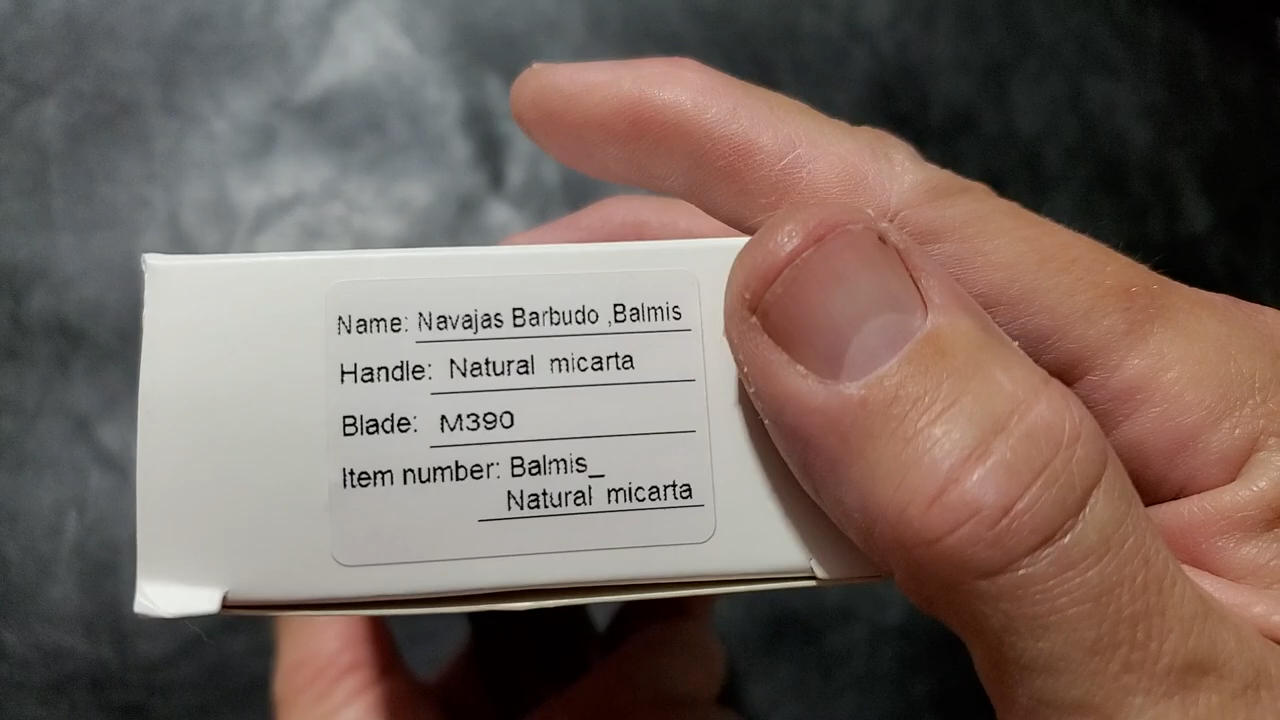 Name: Navajas Barbudo ,Balmis
Handle: Natural micarta
Blade: M390
Item number: Balmis_
Natural micarta